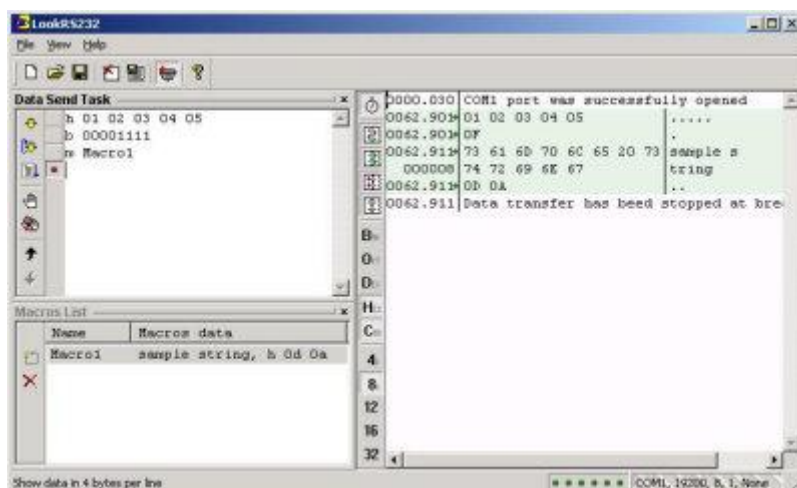 LookRS232
File View Help
Data Send Task
h 01 02 03 04 05
b 00001111
m Macro1
Macros List
Name Macros data
Macro1 sample string, h 0d 0a
B
O
D
H
C
4
8
12
16
32
0000.030 COM1 port was successfully opened
0062.901 01 02 03 04 05 .....
0062.901 0F .
0062.911 73 61 6D 70 6C 65 20 73 sample s
000008 74 72 69 6E 67 tring
0062.911 0D 0A ..
0062.911 Data transfer has beed stopped at bre
Show data in 4 bytes per line
COM1, 19200, 8, 1, None